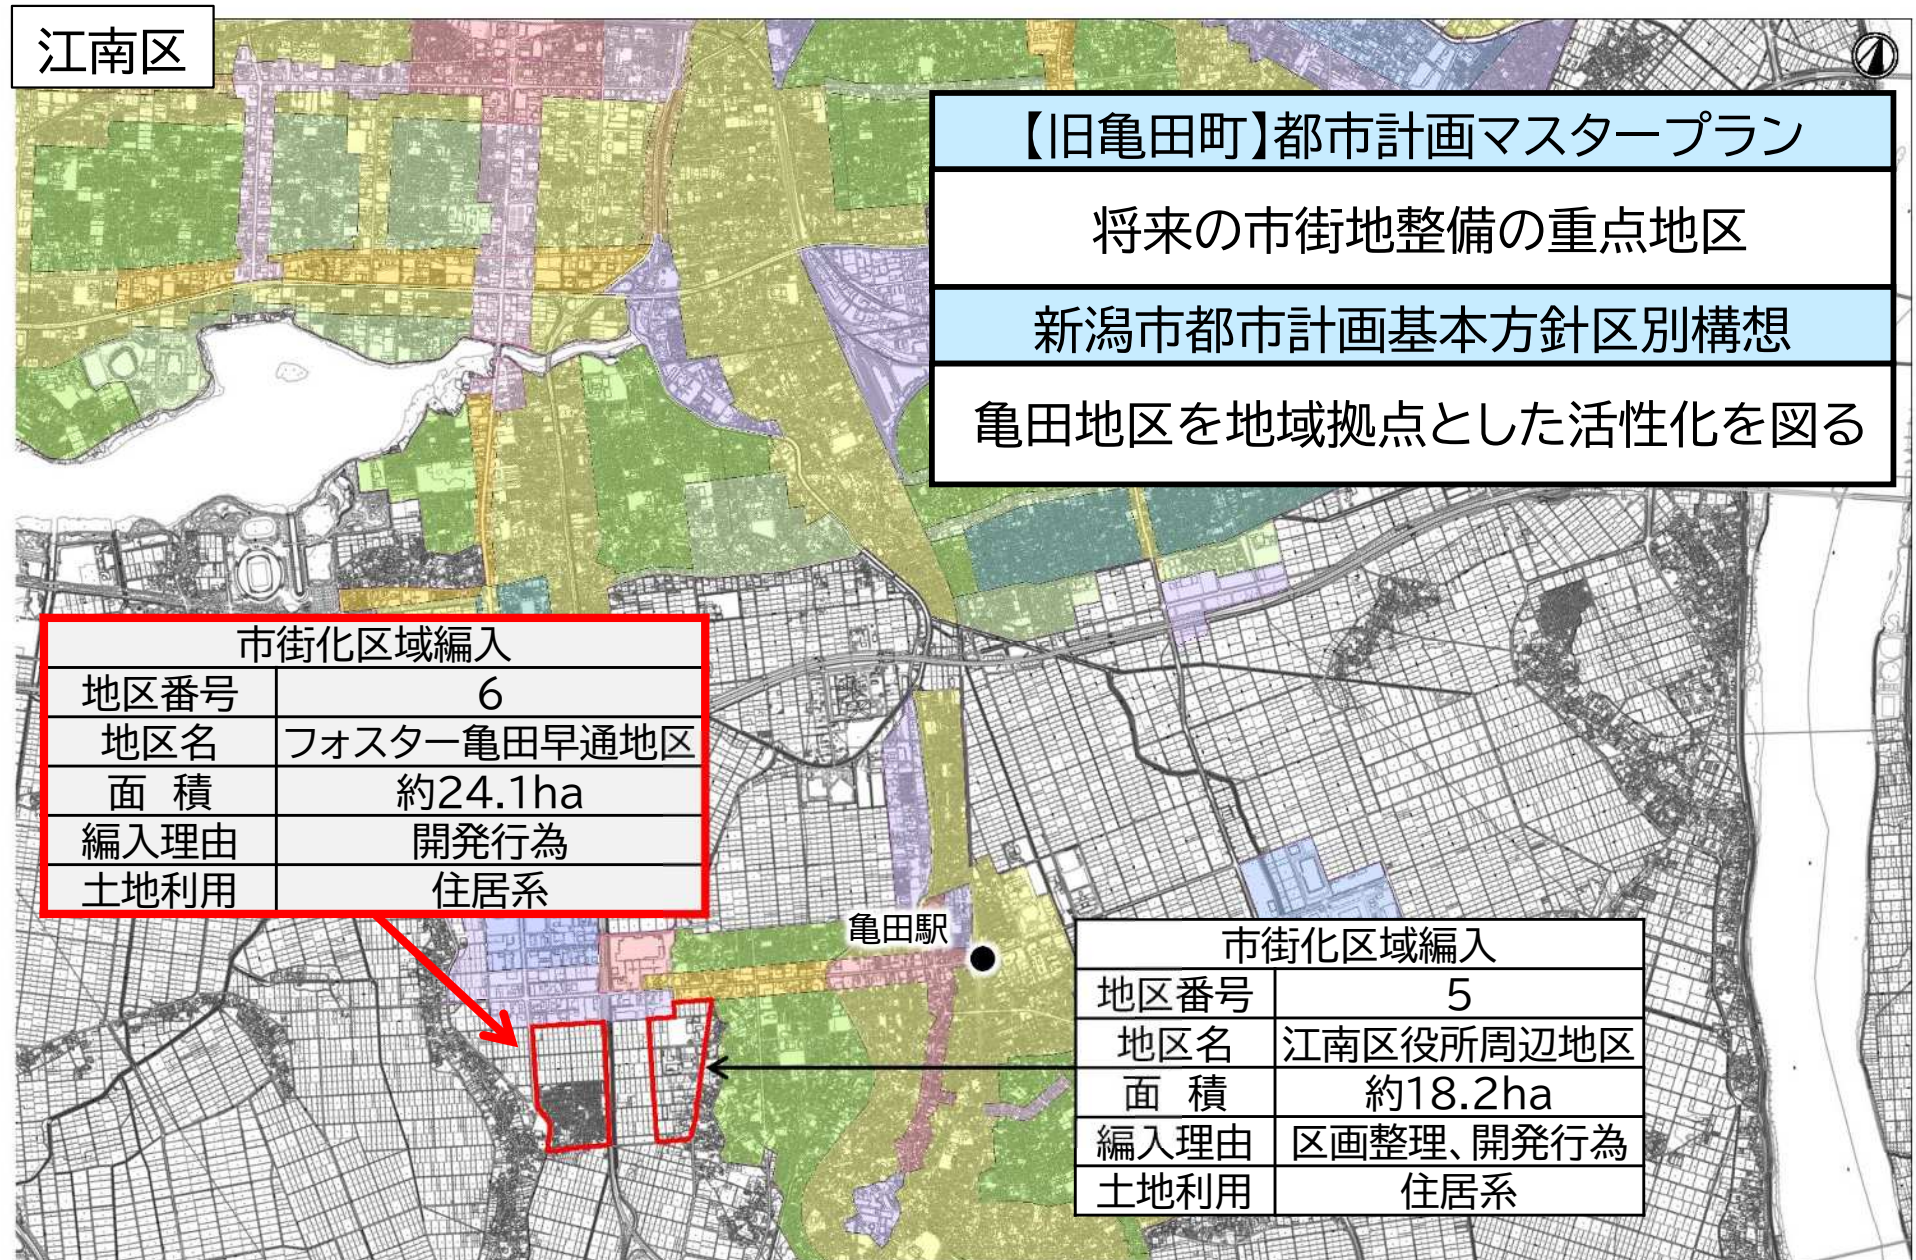 江南区
【旧亀田町】都市計画マスタープラン
将来の市街地整備の重点地区
新潟市都市計画基本方針区別構想
亀田地区を地域拠点とした活性化を図る
市街化区域編入
地区番号 6
地区名 フォスター亀田早通地区
面 積 約24.1ha
編入理由 開発行為
土地利用 住居系
亀田駅
市街化区域編入
地区番号 5
地区名 江南区役所周辺地区
面 積 約18.2ha
編入理由 区画整理、開発行為
土地利用 住居系